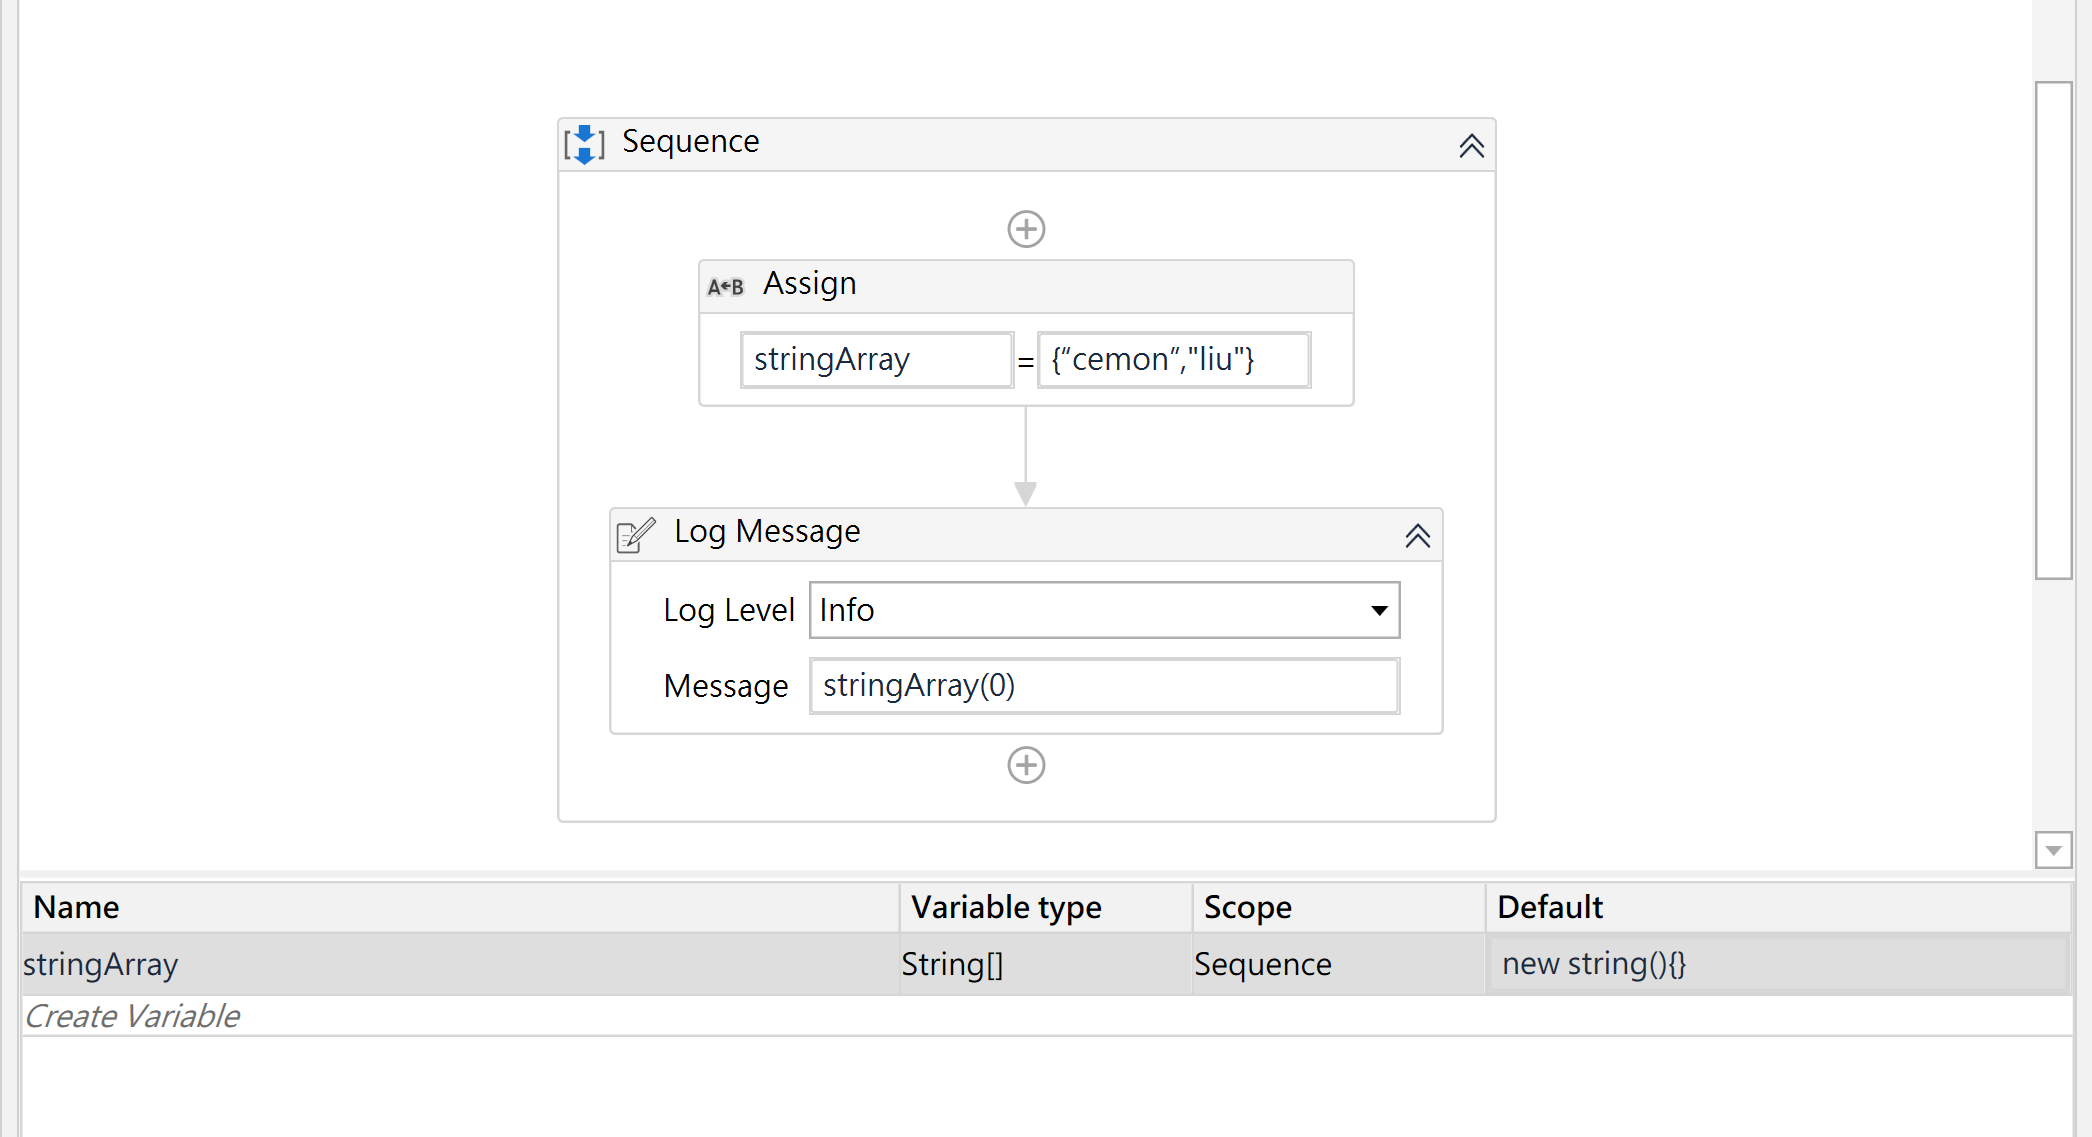 Sequence
A B Assign
stringArray = {“cemon”,"liu"}
Log Message
Log Level Info
Message stringArray(0)
Name Variable type Scope Default
stringArray String[] Sequence new string(){}
Create Variable